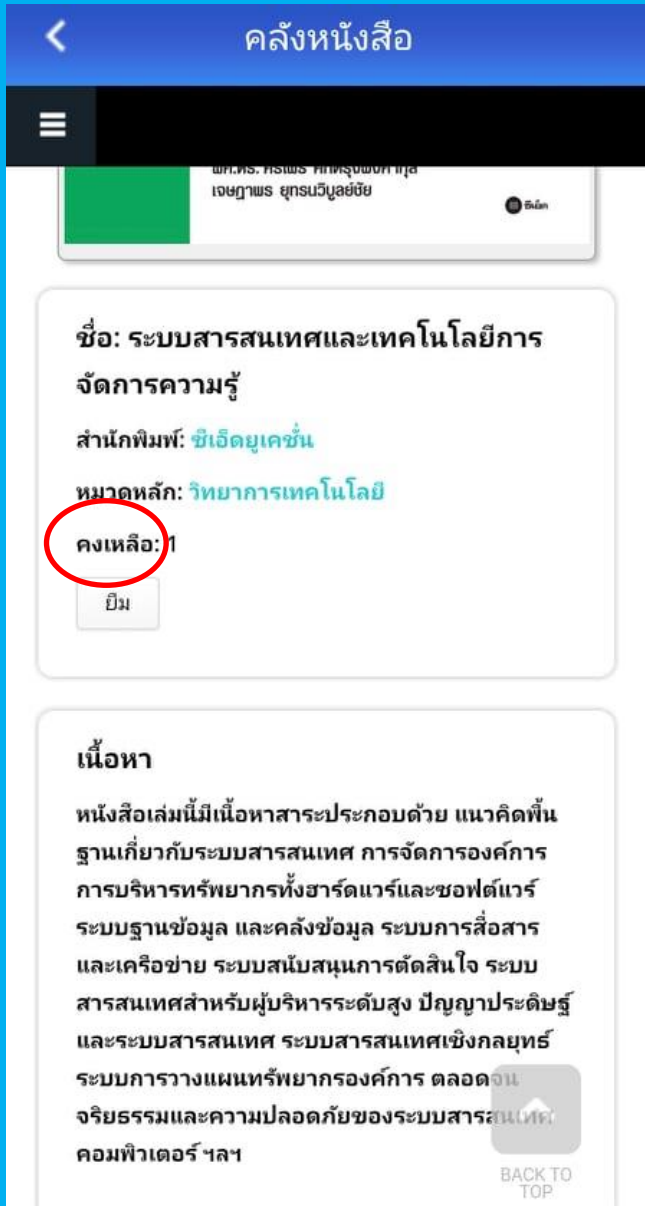 คลังหนังสือ
เจษฎาพร ยุทธนวิบูลย์ชัย
ซีเอ็ด
ชื่อ: ระบบสารสนเทศและเทคโนโลยีการ
จัดการความรู้
สำนักพิมพ์: ซีเอ็ดยูเคชั่น
หมวดหลัก: วิทยาการเทคโนโลยี
คงเหลือ: 1
ยืม
เนื้อหา
หนังสือเล่มนี้มีเนื้อหาสาระประกอบด้วย แนวคิดพื้น
ฐานเกี่ยวกับระบบสารสนเทศ การจัดการองค์การ
การบริหารทรัพยากรทั้งฮาร์ดแวร์และซอฟต์แวร์
ระบบฐานข้อมูล และคลังข้อมูล ระบบการสื่อสาร
และเครือข่าย ระบบสนับสนุนการตัดสินใจ ระบบ
สารสนเทศสำหรับผู้บริหารระดับสูง ปัญญาประดิษฐ์
และระบบสารสนเทศ ระบบสารสนเทศเชิงกลยุทธ์
ระบบการวางแผนทรัพยากรองค์การ ตลอดจน
จริยธรรมและความปลอดภัยของระบบสารสนเทศ
คอมพิวเตอร์ ฯลฯ
BACK TO
TOP